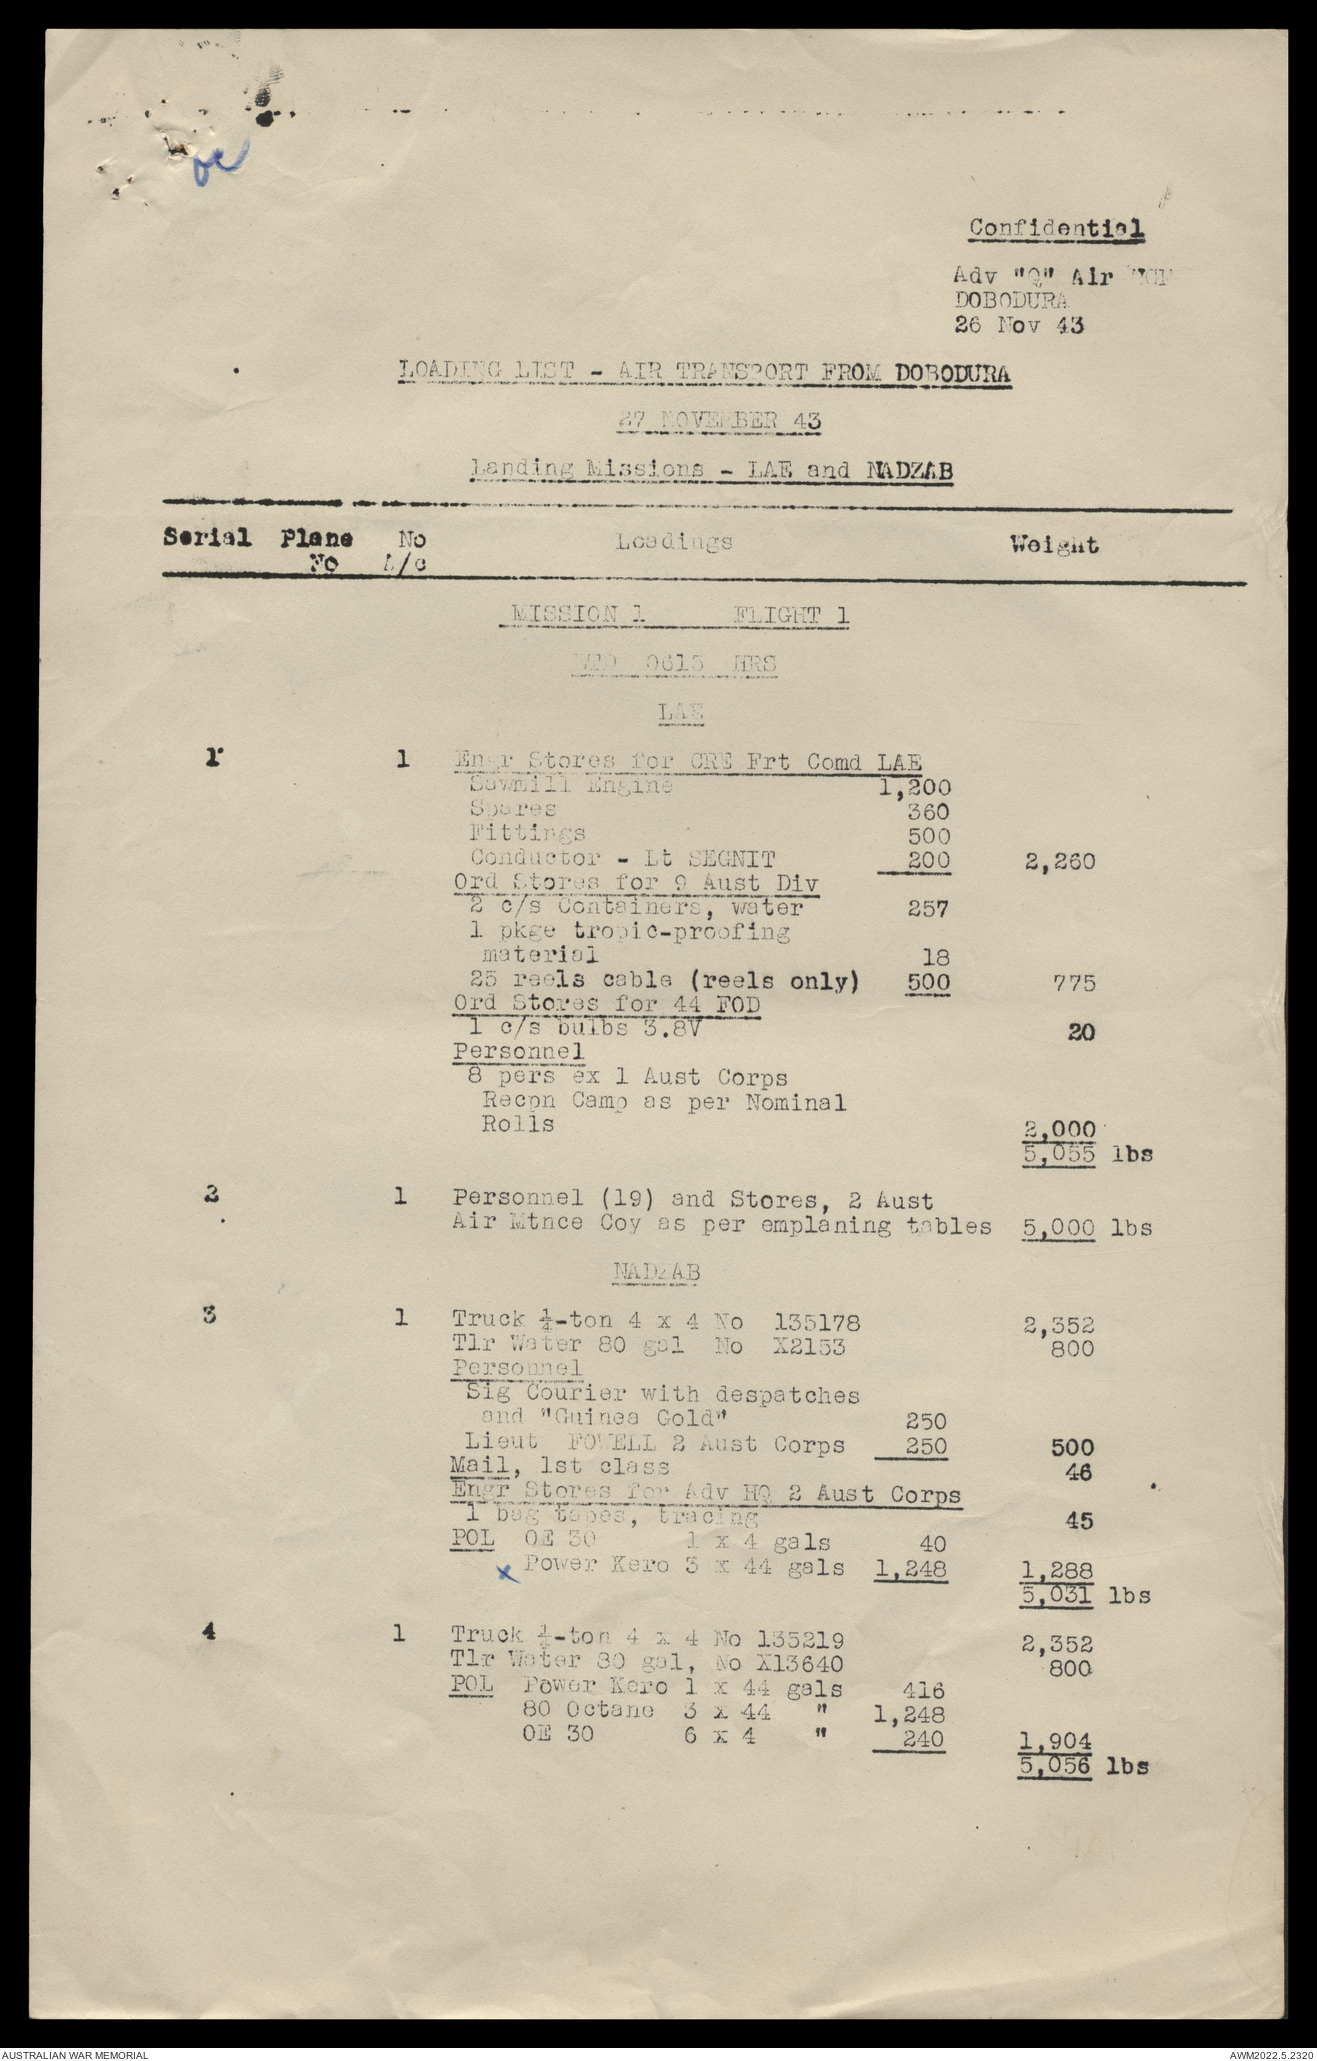 oc
Confidential
Adv "Q" Air
DOBODURA
26 Nov 43
LOADING LIST - AIR TRANSPORT FROM DOBODURA
27 NOVEMBER 43
Landing Missions - LAE and NADZAB
Serial Plane No Loadings Weight
No A/c
MISSION 1 FLIGHT 1
ETD 0615 HRS
LAE
1 1 Engr Stores for CRE Frt Comd LAE
Sawmill Engine 1,200
Spares 360
Fittings 500
Conductor - Lt SEGNIT 200 2,260
Ord Stores for 9 Aust Div
2 c/s Containers, water 257
1 pkge tropic-proofing
material 18
25 reels cable (reels only) 500 775
Ord Stores for 44 FOD
1 c/s bulbs 3.8V 20
Personnel
8 pers ex 1 Aust Corps
Recpn Camp as per Nominal
Rolls 2,000
5,055 lbs
2 1 Personnel (19) and Stores, 2 Aust
Air Mtnce Coy as per emplaning tables 5,000 lbs
NADZAB
3 1 Truck ¼-ton 4 x 4 No 135178 2,352
Tlr Water 80 gal No X2153 800
Personnel
Sig Courier with despatches
and "Guinea Gold" 250
Lieut FOWELL 2 Aust Corps 250 500
Mail, 1st class 46
Engr Stores for Adv HQ 2 Aust Corps
1 bag tapes, tracing 45
POL OE 30 1 x 4 gals 40
x Power Kero 3 x 44 gals 1,248 1,288
5,031 lbs
4 1 Truck ¼-ton 4 x 4 No 135219 2,352
Tlr Water 80 gal, No X13640 800
POL Power Kero 1 x 44 gals 416
80 Octane 3 x 44 " 1,248
OE 30 6 x 4 " 240 1,904
5,056 lbs
AUSTRALIAN WAR MEMORIAL AWM2022.5.2320